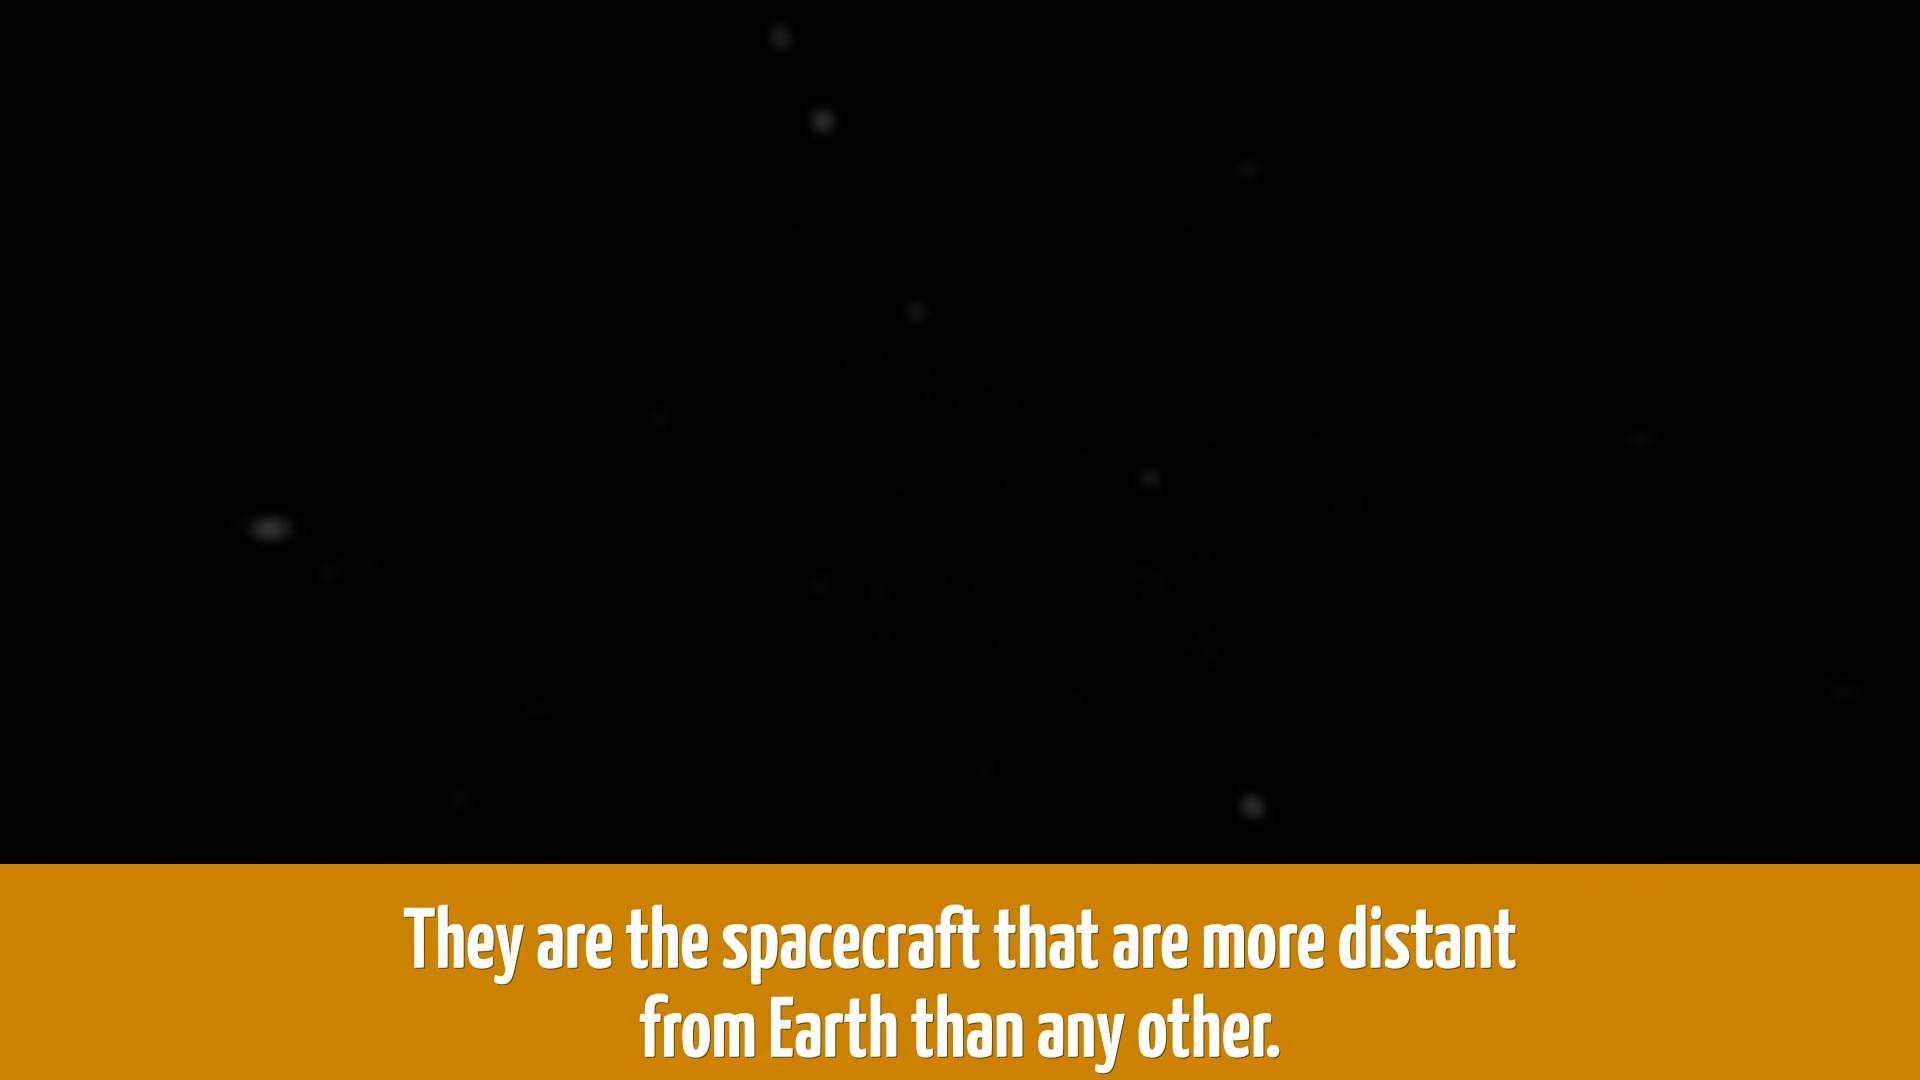 They are the spacecraft that are more distant
from Earth than any other.